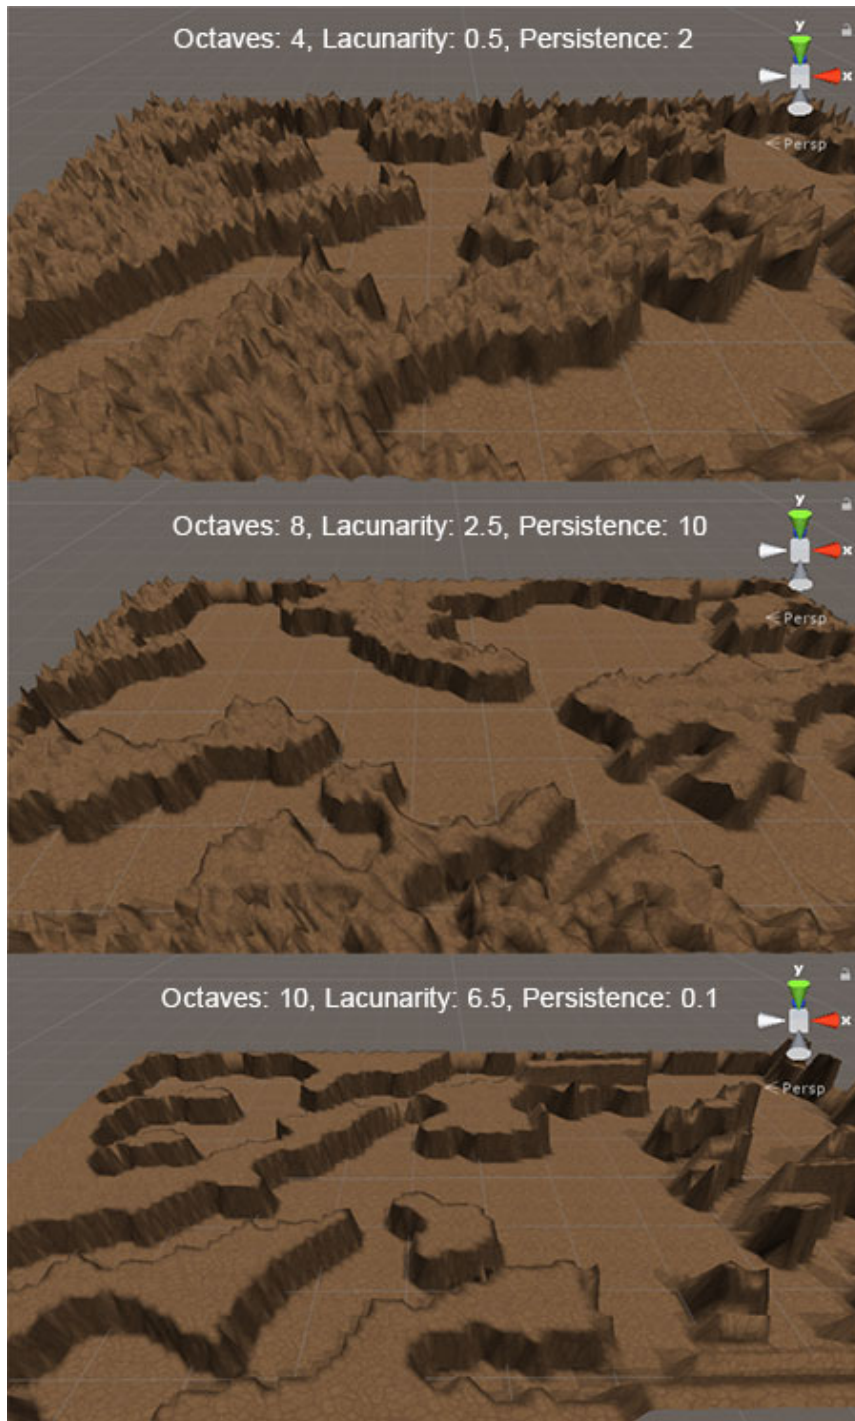 Octaves: 4, Lacunarity: 0.5, Persistence: 2
y
x
Persp
Octaves: 8, Lacunarity: 2.5, Persistence: 10
y
x
Persp
Octaves: 10, Lacunarity: 6.5, Persistence: 0.1
y
x
Persp